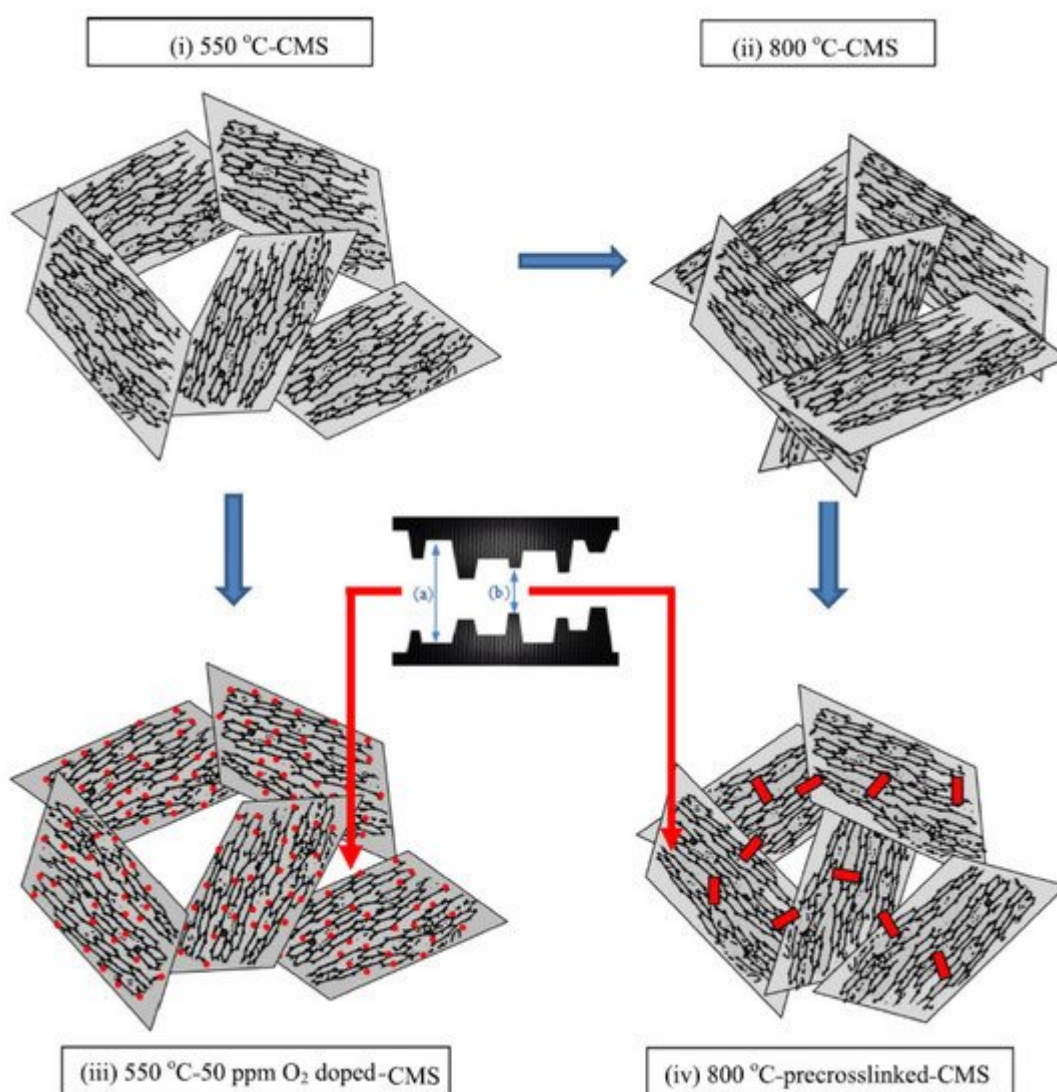 (i) 550 °C-CMS
(ii) 800 °C-CMS
(a)
(b)
(iii) 550 °C-50 ppm O₂ doped-CMS
(iv) 800 °C-precrosslinked-CMS